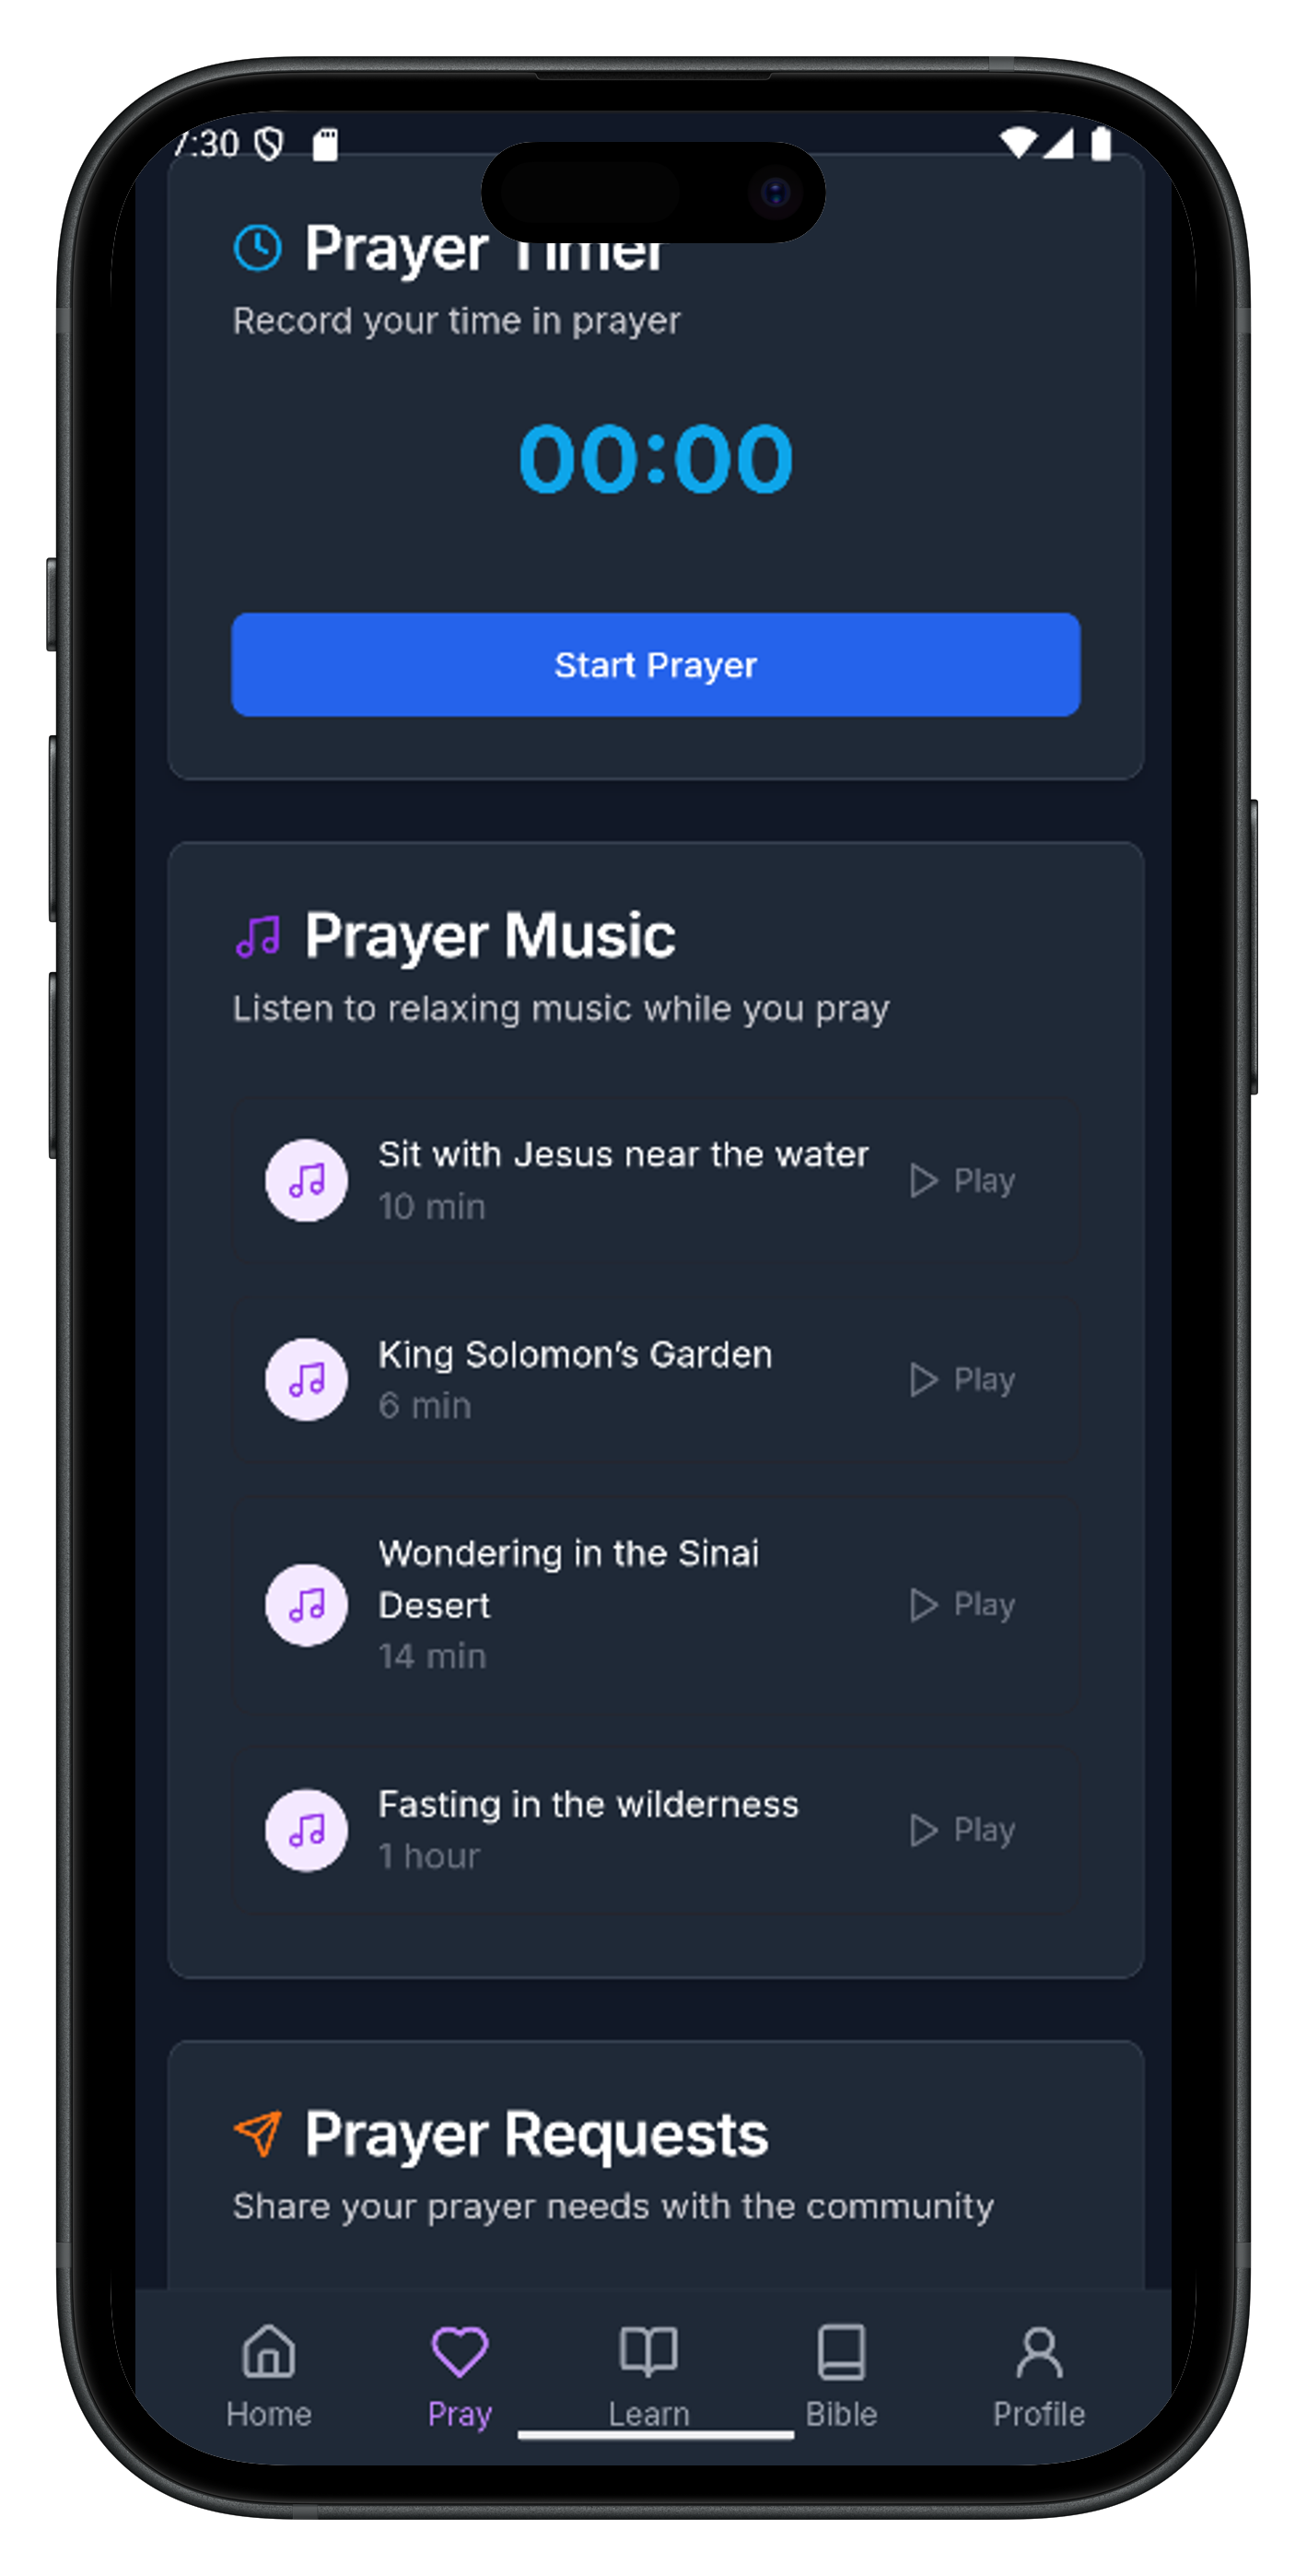 7:30
Prayer Timer
Record your time in prayer
00:00
Start Prayer
Prayer Music
Listen to relaxing music while you pray
Sit with Jesus near the water
10 min
Play
King Solomon’s Garden
6 min
Play
Wondering in the Sinai
Desert
14 min
Play
Fasting in the wilderness
1 hour
Play
Prayer Requests
Share your prayer needs with the community
Home
Pray
Learn
Bible
Profile